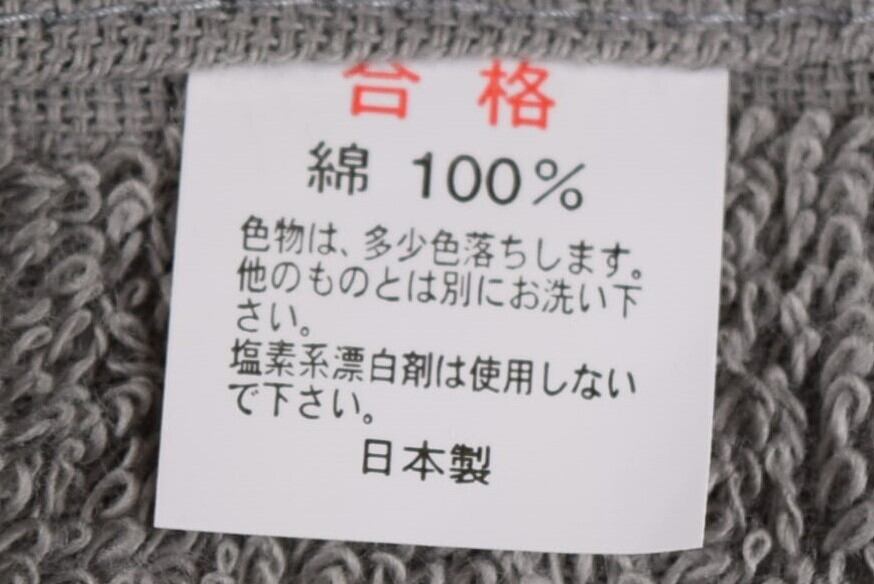 合格
綿 100%
色物は、多少色落ちします。
他のものとは別にお洗い下
さい。
塩素系漂白剤は使用しない
で下さい。
日本製